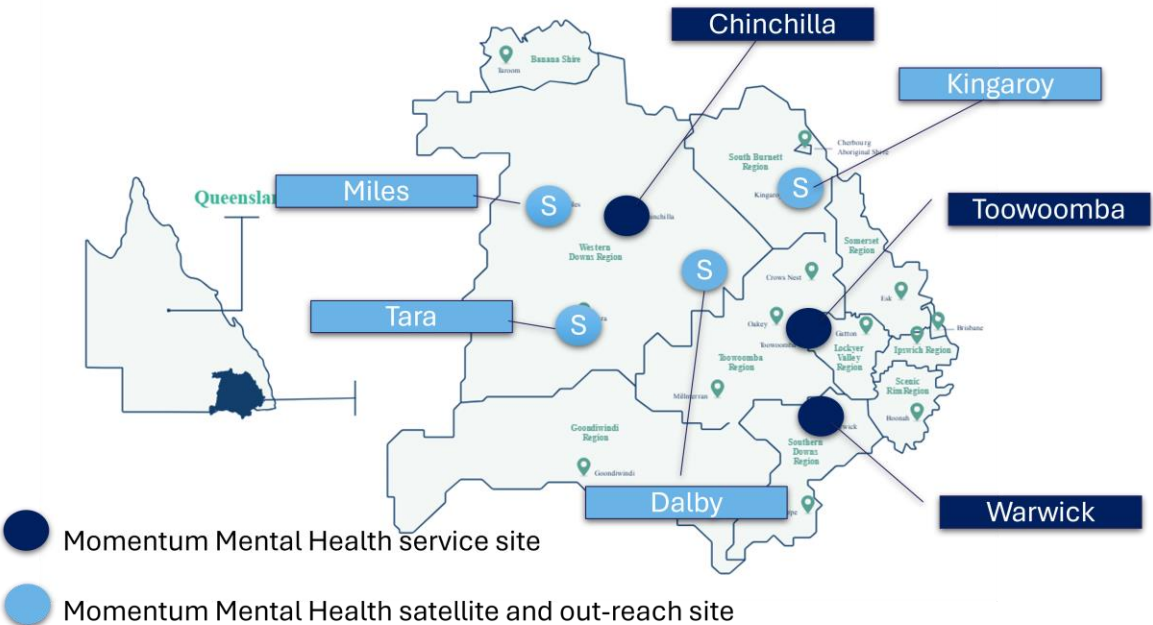 Chinchilla
Kingaroy
Banana Shire
Taroom
Cherbourg
Aboriginal Shire
South Burnett
Region
Miles
Queensla
S
S
Toowoomba
Western
Downs Region
Somerset
Region
S
Crows Nest
Esk
Tara
S
Oakey
Gatton
Brisbane
Toowoomba
Region
Lockyer
Valley
Region
Ipswich Region
Scenic
Rim Region
Millmerran
Boonah
Goondiwindi
Region
Southern
Downs
Region
Goondiwindi
Dalby
Warwick
Momentum Mental Health service site
Momentum Mental Health satellite and out-reach site